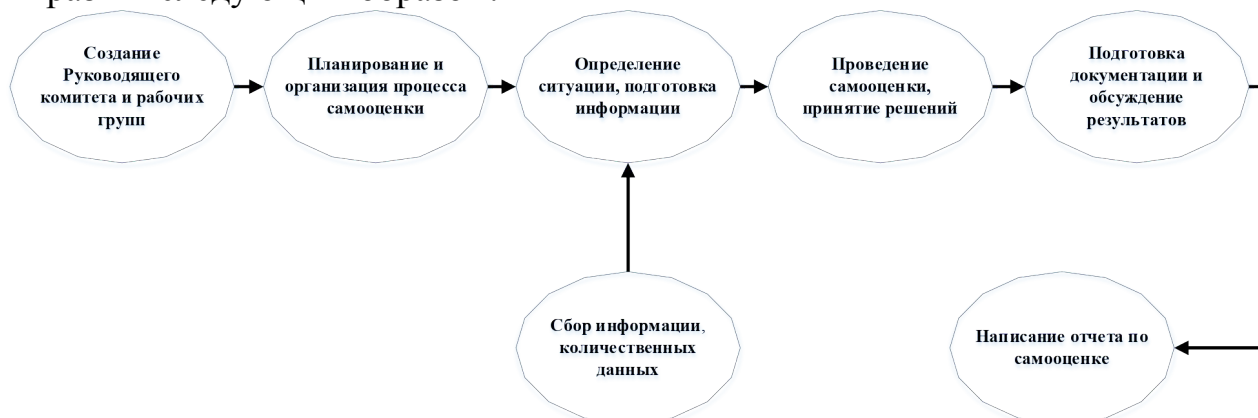 Создание
Руководящего
комитета и рабочих
групп
Планирование и
организация процесса
самооценки
Определение
ситуации, подготовка
информации
Проведение
самооценки,
принятие решений
Подготовка
документации и
обсуждение
результатов
Сбор информации,
количественных
данных
Написание отчета по
самооценке